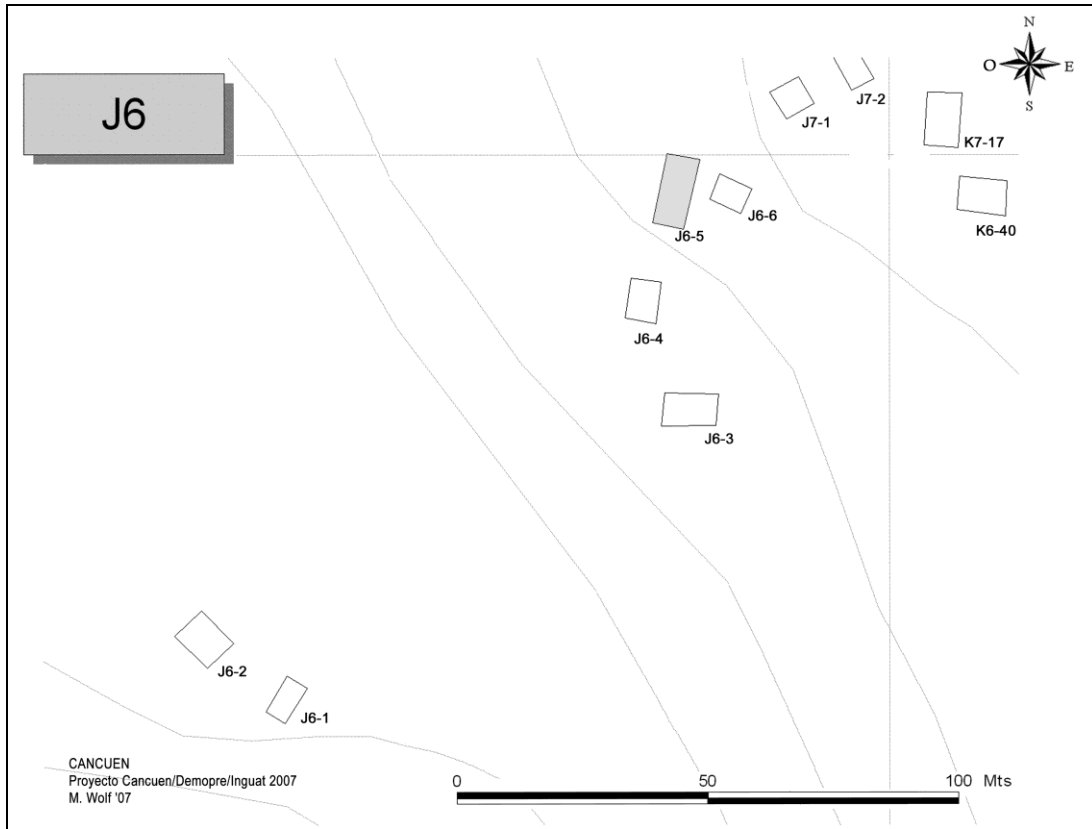 N
J6
O
E
J7-2
S
J7-1
K7-17
J6-6
K6-40
J6-5
J6-4
J6-3
J6-2
J6-1
CANCUEN
Proyecto Cancuen/Demopre/Inguat 2007
M. Wolf '07
0 50 100 Mts